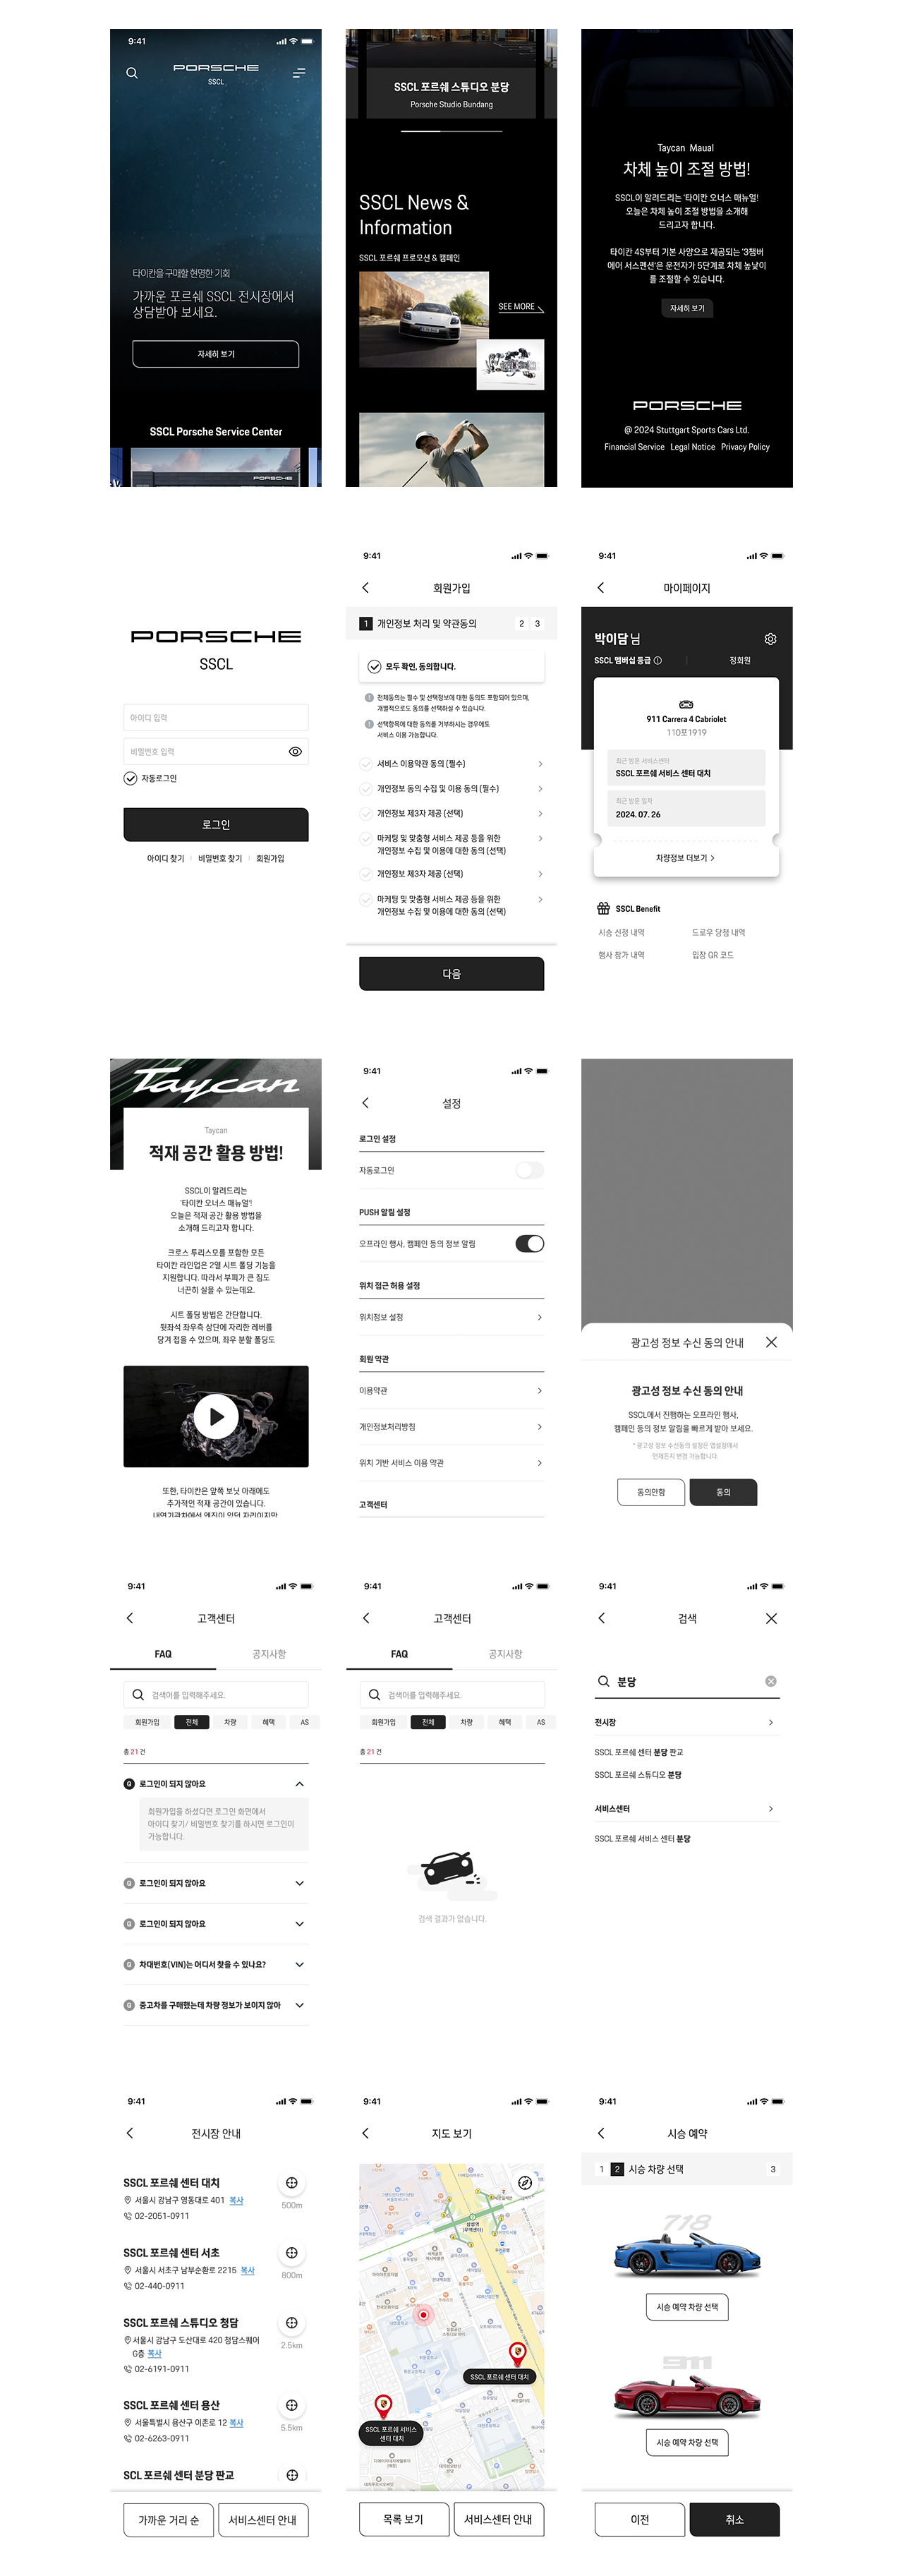 9:41
PORSCHE
SSCL
타이칸을 구매할 현명한 기회
가까운 포르쉐 SSCL 전시장에서
상담받아 보세요.
자세히 보기
SSCL Porsche Service Center
PORSCHE
SSCL 포르쉐 스튜디오 분당
Porsche Studio Bundang
SSCL News &
Information
SSCL 포르쉐 프로모션 & 캠페인
SEE MORE
Taycan Maual
차체 높이 조절 방법!
SSCL이 알려드리는 '타이칸 오너스 매뉴얼!
오늘은 차체 높이 조절 방법을 소개해
드리고자 합니다.
타이칸 4S부터 기본 사양으로 제공되는 '3챔버
에어 서스펜션'은 운전자가 5단계로 차체 높낮이
를 조절할 수 있습니다.
자세히 보기
PORSCHE
@ 2024 Stuttgart Sports Cars Ltd.
Financial Service Legal Notice Privacy Policy
PORSCHE
SSCL
아이디 입력
비밀번호 입력
자동로그인
로그인
아이디 찾기 비밀번호 찾기 회원가입
9:41
회원가입
1 개인정보 처리 및 약관동의 2 3
모두 확인, 동의합니다.
전체동의는 필수 및 선택정보에 대한 동의도 포함되어 있으며,
개별적으로도 동의를 선택하실 수 있습니다.
선택항목에 대한 동의를 거부하시는 경우에도
서비스 이용 가능합니다.
서비스 이용약관 동의 (필수)
개인정보 동의 수집 및 이용 동의 (필수)
개인정보 제3자 제공 (선택)
마케팅 및 맞춤형 서비스 제공 등을 위한
개인정보 수집 및 이용에 대한 동의 (선택)
개인정보 제3자 제공 (선택)
마케팅 및 맞춤형 서비스 제공 등을 위한
개인정보 수집 및 이용에 대한 동의 (선택)
다음
9:41
마이페이지
박이담 님
SSCL 멤버십 등급 정회원
911 Carrera 4 Cabriolet
110포1919
최근 방문 서비스센터
SSCL 포르쉐 서비스 센터 대치
최근 방문 일자
2024. 07. 26
차량정보 더보기
SSCL Benefit
시승 신청 내역 드로우 당첨 내역
행사 참가 내역 입장 QR 코드
Taycan
Taycan
적재 공간 활용 방법!
SSCL이 알려드리는
'타이칸 오너스 매뉴얼'!
오늘은 적재 공간 활용 방법을
소개해 드리고자 합니다.
크로스 투리스모를 포함한 모든
타이칸 라인업은 2열 시트 폴딩 기능을
지원합니다. 따라서 부피가 큰 짐도
너끈히 실을 수 있는데요.
시트 폴딩 방법은 간단합니다.
뒷좌석 좌우측 상단에 자리한 레버를
당겨 접을 수 있으며, 좌우 분할 폴딩도
또한, 타이칸은 앞쪽 보닛 아래에도
추가적인 적재 공간이 있습니다.
내연기관차에서 엔진이 있던 자리이지만
9:41
설정
로그인 설정
자동로그인
PUSH 알림 설정
오프라인 행사, 캠페인 등의 정보 알림
위치 접근 허용 설정
위치정보 설정
회원 약관
이용약관
개인정보처리방침
위치 기반 서비스 이용 약관
고객센터
광고성 정보 수신 동의 안내
광고성 정보 수신 동의 안내
SSCL에서 진행하는 오프라인 행사,
캠페인 등의 정보 알림을 빠르게 받아 보세요.
* 광고성 정보 수신동의 설정은 앱설정에서
언제든지 변경 가능합니다.
동의안함 동의
9:41
고객센터
FAQ 공지사항
검색어를 입력해주세요.
회원가입 전체 차량 혜택 AS
총 21 건
Q 로그인이 되지 않아요
회원가입을 하셨다면 로그인 화면에서
아이디 찾기/ 비밀번호 찾기를 하시면 로그인이
가능합니다.
Q 로그인이 되지 않아요
Q 로그인이 되지 않아요
Q 차대번호(VIN)는 어디서 찾을 수 있나요?
Q 중고차를 구매했는데 차량 정보가 보이지 않아
9:41
고객센터
FAQ 공지사항
검색어를 입력해주세요.
회원가입 전체 차량 혜택 AS
총 21 건
검색 결과가 없습니다.
9:41
검색
분당
전시장
SSCL 포르쉐 센터 분당 판교
SSCL 포르쉐 스튜디오 분당
서비스센터
SSCL 포르쉐 서비스 센터 분당
9:41
전시장 안내
SSCL 포르쉐 센터 대치
서울시 강남구 영동대로 401 복사
02-2051-0911
500m
SSCL 포르쉐 센터 서초
서울시 서초구 남부순환로 2215 복사
02-440-0911
800m
SSCL 포르쉐 스튜디오 청담
서울시 강남구 도산대로 420 청담스퀘어
G층 복사
02-6191-0911
2.5km
SSCL 포르쉐 센터 용산
서울특별시 용산구 이촌로 12 복사
02-6263-0911
5.5km
SCL 포르쉐 센터 분당 판교
가까운 거리 순 서비스센터 안내
9:41
지도 보기
삼성역
SSCL 포르쉐 센터 대치
SSCL 포르쉐 서비스
센터 대치
목록 보기 서비스센터 안내
9:41
시승 예약
1 2 시승 차량 선택 3
718
시승 예약 차량 선택
911
시승 예약 차량 선택
이전 취소